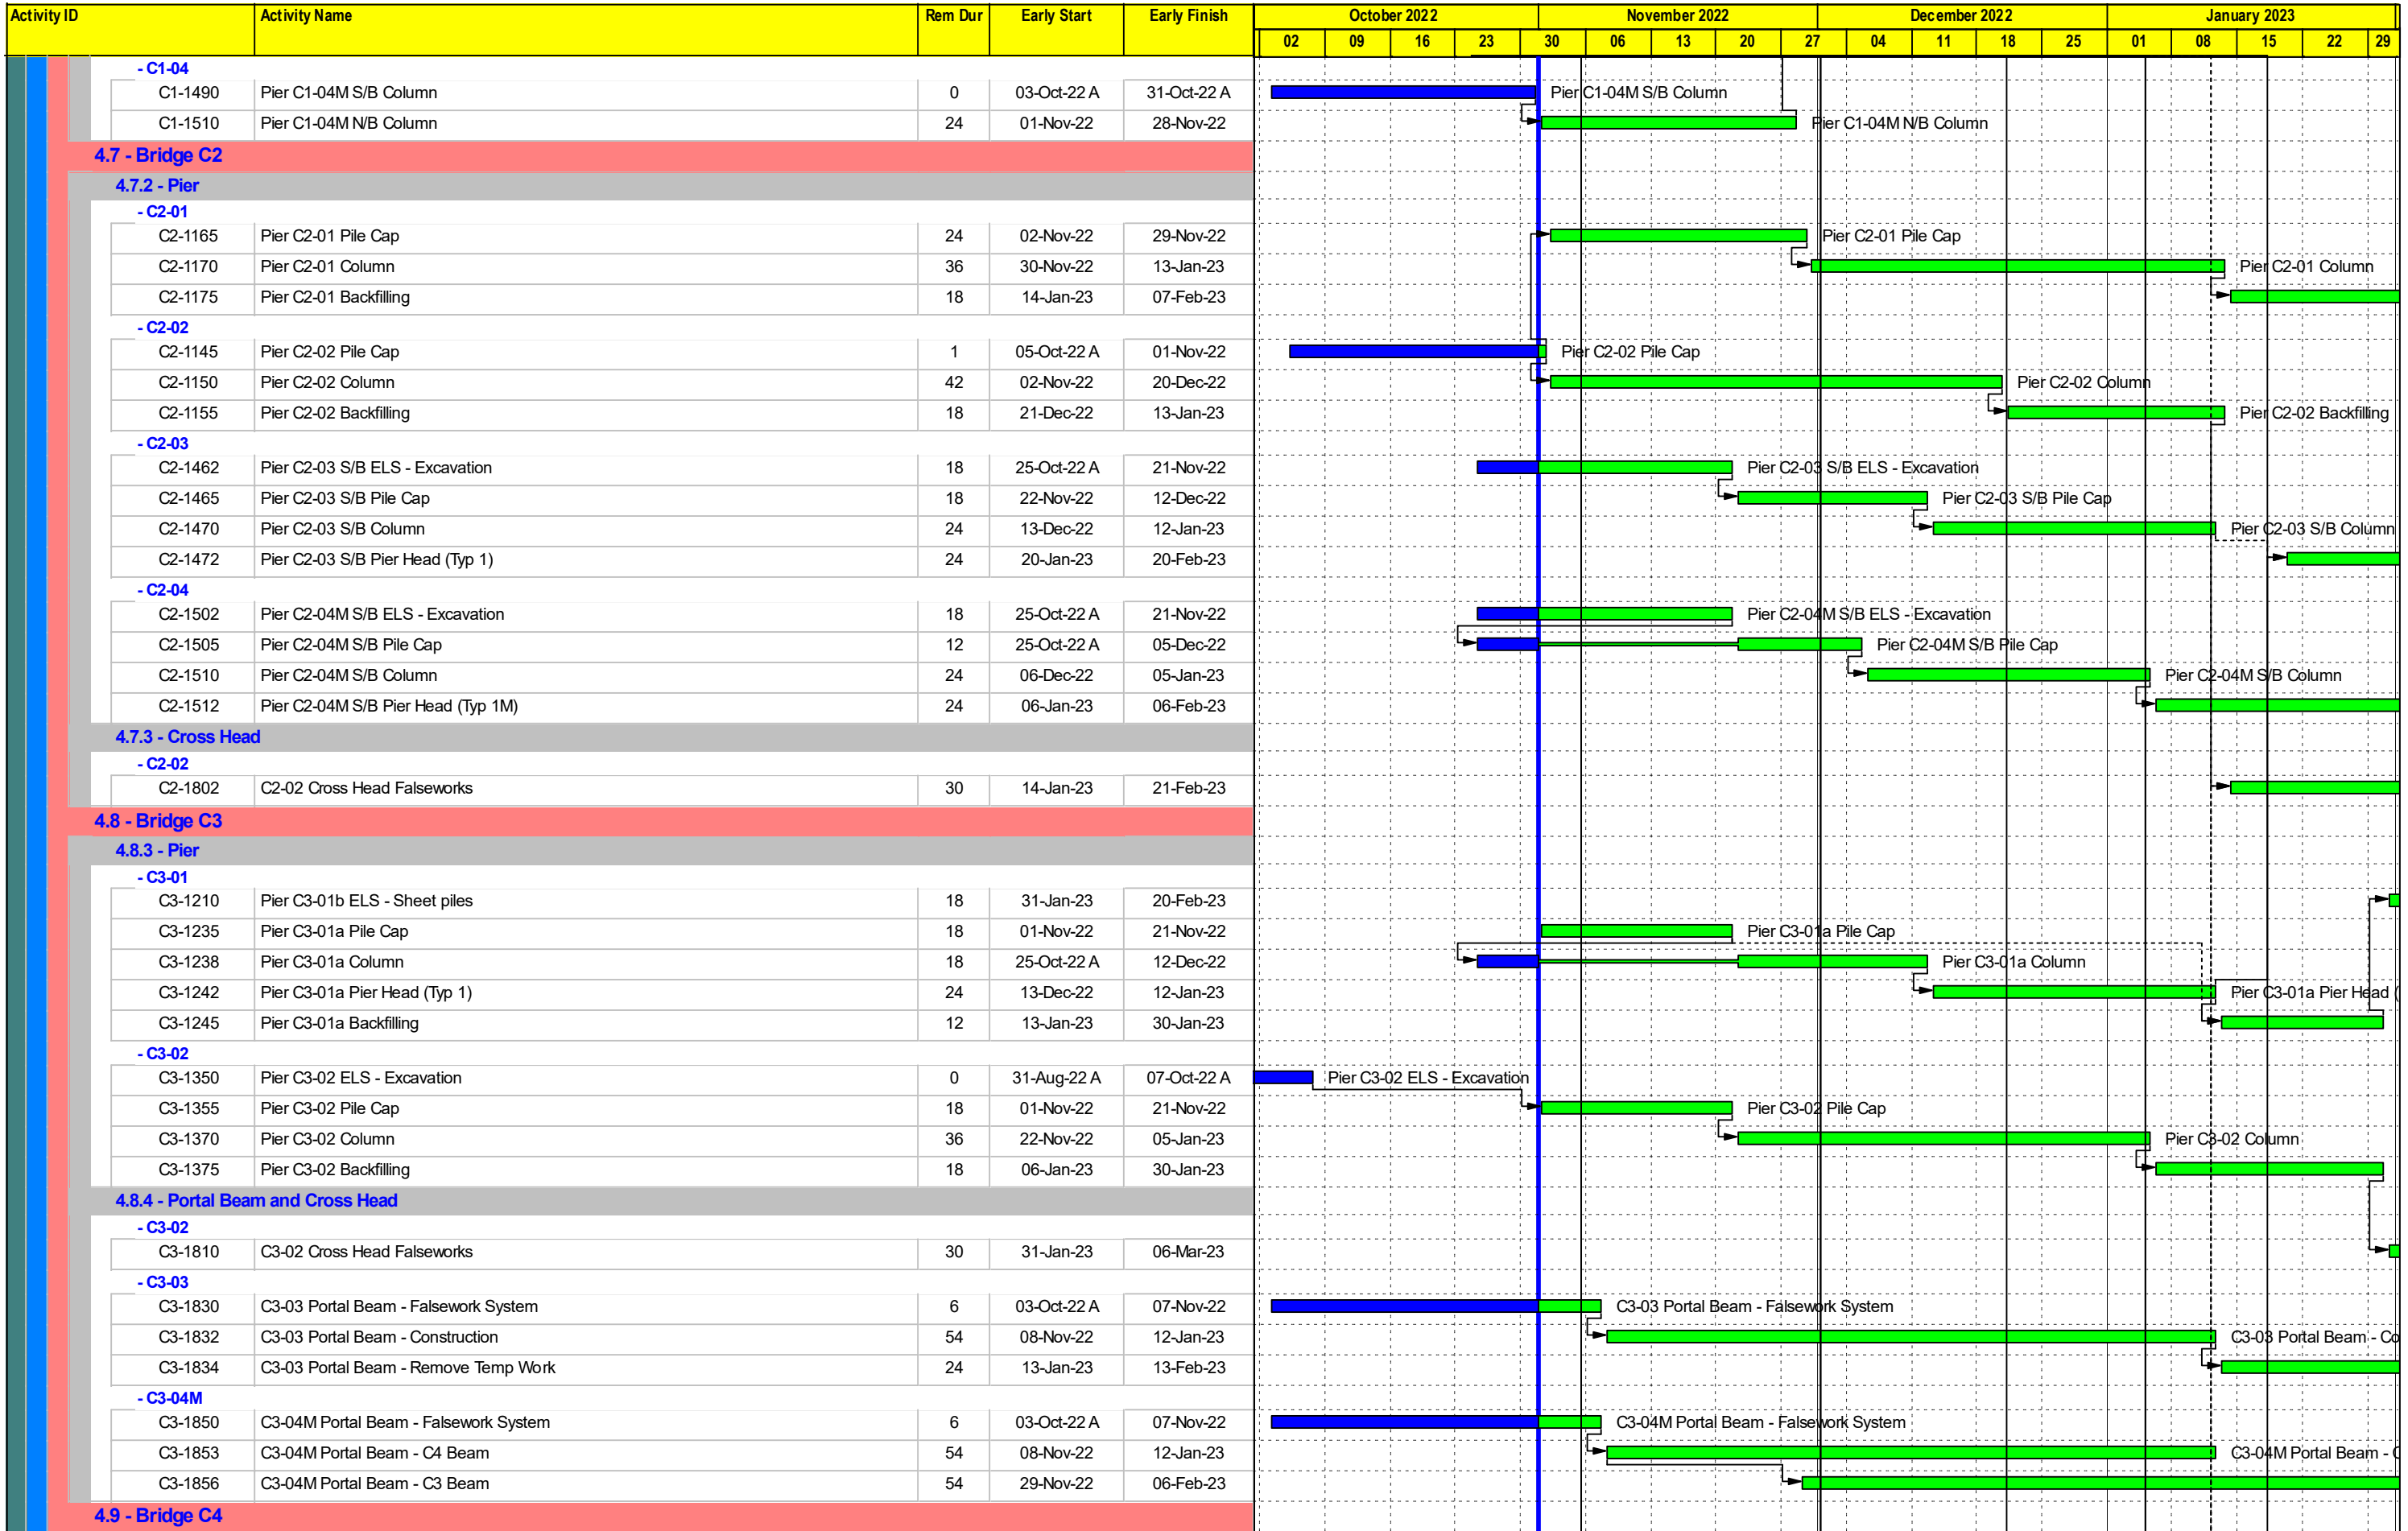 Activity ID Activity Name Rem Dur Early Start Early Finish October 2022 November 2022 December 2022 January 2023
02 09 16 23 30 06 13 20 27 04 11 18 25 01 08 15 22 29
- C1-04
C1-1490 Pier C1-04M S/B Column 0 03-Oct-22 A 31-Oct-22 A Pier C1-04M S/B Column
C1-1510 Pier C1-04M N/B Column 24 01-Nov-22 28-Nov-22 Pier C1-04M N/B Column
4.7 - Bridge C2
4.7.2 - Pier
- C2-01
C2-1165 Pier C2-01 Pile Cap 24 02-Nov-22 29-Nov-22 Pier C2-01 Pile Cap
C2-1170 Pier C2-01 Column 36 30-Nov-22 13-Jan-23 Pier C2-01 Column
C2-1175 Pier C2-01 Backfilling 18 14-Jan-23 07-Feb-23
- C2-02
C2-1145 Pier C2-02 Pile Cap 1 05-Oct-22 A 01-Nov-22 Pier C2-02 Pile Cap
C2-1150 Pier C2-02 Column 42 02-Nov-22 20-Dec-22 Pier C2-02 Column
C2-1155 Pier C2-02 Backfilling 18 21-Dec-22 13-Jan-23 Pier C2-02 Backfilling
- C2-03
C2-1462 Pier C2-03 S/B ELS - Excavation 18 25-Oct-22 A 21-Nov-22 Pier C2-03 S/B ELS - Excavation
C2-1465 Pier C2-03 S/B Pile Cap 18 22-Nov-22 12-Dec-22 Pier C2-03 S/B Pile Cap
C2-1470 Pier C2-03 S/B Column 24 13-Dec-22 12-Jan-23 Pier C2-03 S/B Column
C2-1472 Pier C2-03 S/B Pier Head (Typ 1) 24 20-Jan-23 20-Feb-23
- C2-04
C2-1502 Pier C2-04M S/B ELS - Excavation 18 25-Oct-22 A 21-Nov-22 Pier C2-04M S/B ELS - Excavation
C2-1505 Pier C2-04M S/B Pile Cap 12 25-Oct-22 A 05-Dec-22 Pier C2-04M S/B Pile Cap
C2-1510 Pier C2-04M S/B Column 24 06-Dec-22 05-Jan-23 Pier C2-04M S/B Column
C2-1512 Pier C2-04M S/B Pier Head (Typ 1M) 24 06-Jan-23 06-Feb-23
4.7.3 - Cross Head
- C2-02
C2-1802 C2-02 Cross Head Falseworks 30 14-Jan-23 21-Feb-23
4.8 - Bridge C3
4.8.3 - Pier
- C3-01
C3-1210 Pier C3-01b ELS - Sheet piles 18 31-Jan-23 20-Feb-23
C3-1235 Pier C3-01a Pile Cap 18 01-Nov-22 21-Nov-22 Pier C3-01a Pile Cap
C3-1238 Pier C3-01a Column 18 25-Oct-22 A 12-Dec-22 Pier C3-01a Column
C3-1242 Pier C3-01a Pier Head (Typ 1) 24 13-Dec-22 12-Jan-23 Pier C3-01a Pier Head (
C3-1245 Pier C3-01a Backfilling 12 13-Jan-23 30-Jan-23
- C3-02
C3-1350 Pier C3-02 ELS - Excavation 0 31-Aug-22 A 07-Oct-22 A Pier C3-02 ELS - Excavation
C3-1355 Pier C3-02 Pile Cap 18 01-Nov-22 21-Nov-22 Pier C3-02 Pile Cap
C3-1370 Pier C3-02 Column 36 22-Nov-22 05-Jan-23 Pier C3-02 Column
C3-1375 Pier C3-02 Backfilling 18 06-Jan-23 30-Jan-23
4.8.4 - Portal Beam and Cross Head
- C3-02
C3-1810 C3-02 Cross Head Falseworks 30 31-Jan-23 06-Mar-23
- C3-03
C3-1830 C3-03 Portal Beam - Falsework System 6 03-Oct-22 A 07-Nov-22 C3-03 Portal Beam - Falsework System
C3-1832 C3-03 Portal Beam - Construction 54 08-Nov-22 12-Jan-23 C3-03 Portal Beam - Co
C3-1834 C3-03 Portal Beam - Remove Temp Work 24 13-Jan-23 13-Feb-23
- C3-04M
C3-1850 C3-04M Portal Beam - Falsework System 6 03-Oct-22 A 07-Nov-22 C3-04M Portal Beam - Falsework System
C3-1853 C3-04M Portal Beam - C4 Beam 54 08-Nov-22 12-Jan-23 C3-04M Portal Beam - C
C3-1856 C3-04M Portal Beam - C3 Beam 54 29-Nov-22 06-Feb-23
4.9 - Bridge C4